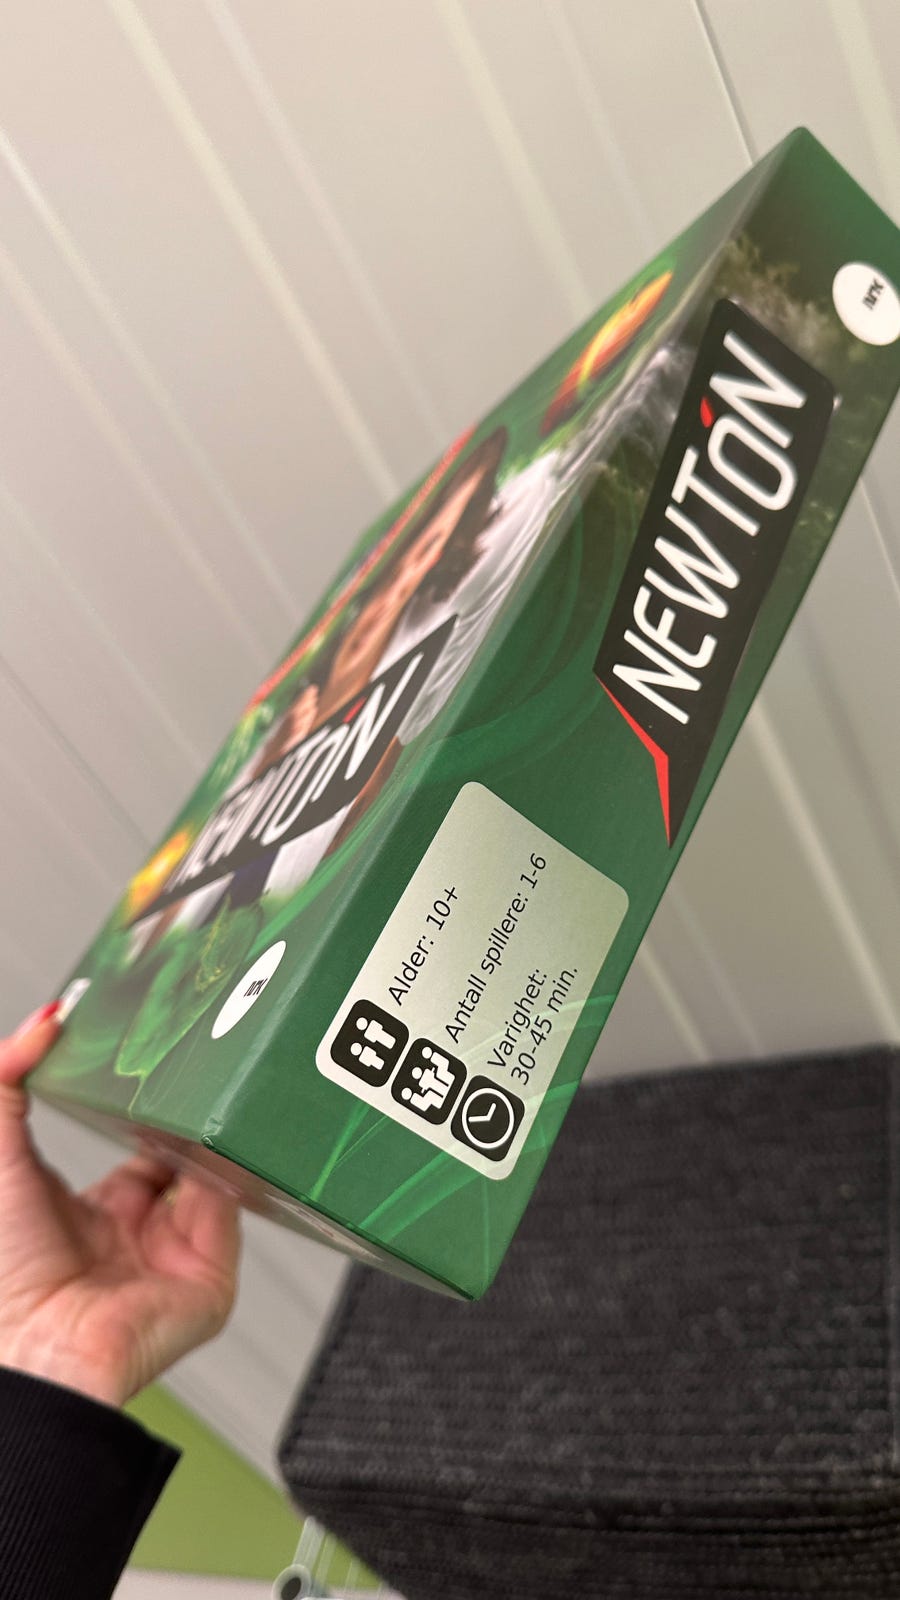 NEWTON
NRK
NEWTON
NRK
Alder: 10+
Antall spillere: 1-6
Varighet:
30-45 min.